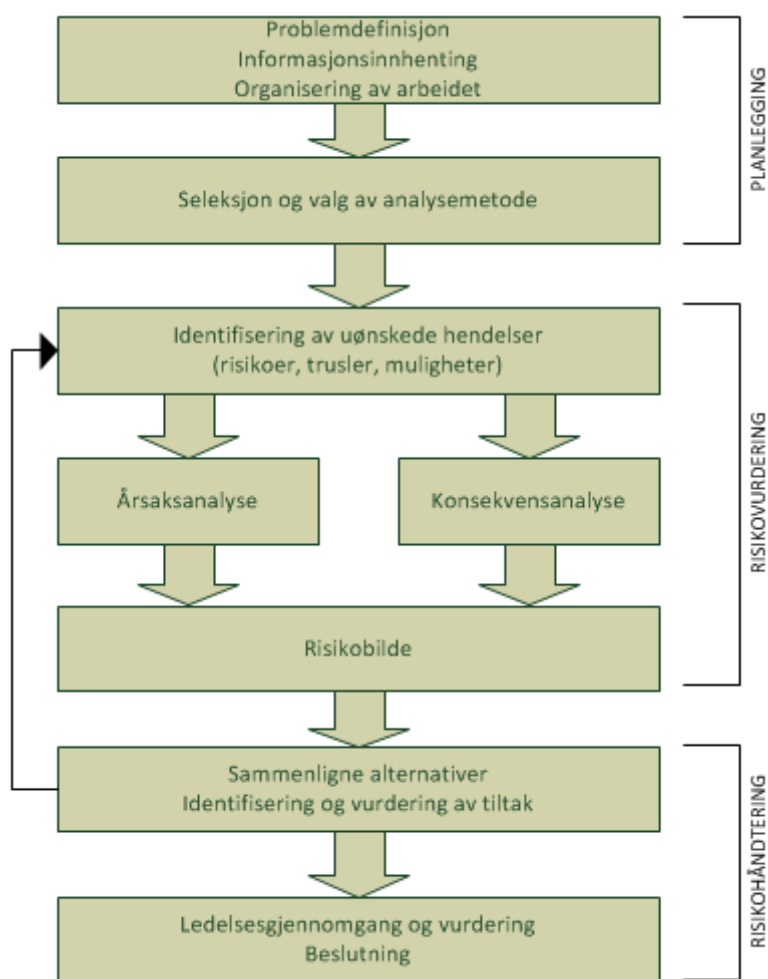 Problemdefinisjon
Informasjonsinnhenting
Organisering av arbeidet
PLANLEGGING
Seleksjon og valg av analysemetode
Identifisering av uønskede hendelser
(risikoer, trusler, muligheter)
RISIKOVURDERING
Årsaksanalyse
Konsekvensanalyse
Risikobilde
Sammenligne alternativer
Identifisering og vurdering av tiltak
RISIKOHÅNDTERING
Ledelsesgjennomgang og vurdering
Beslutning